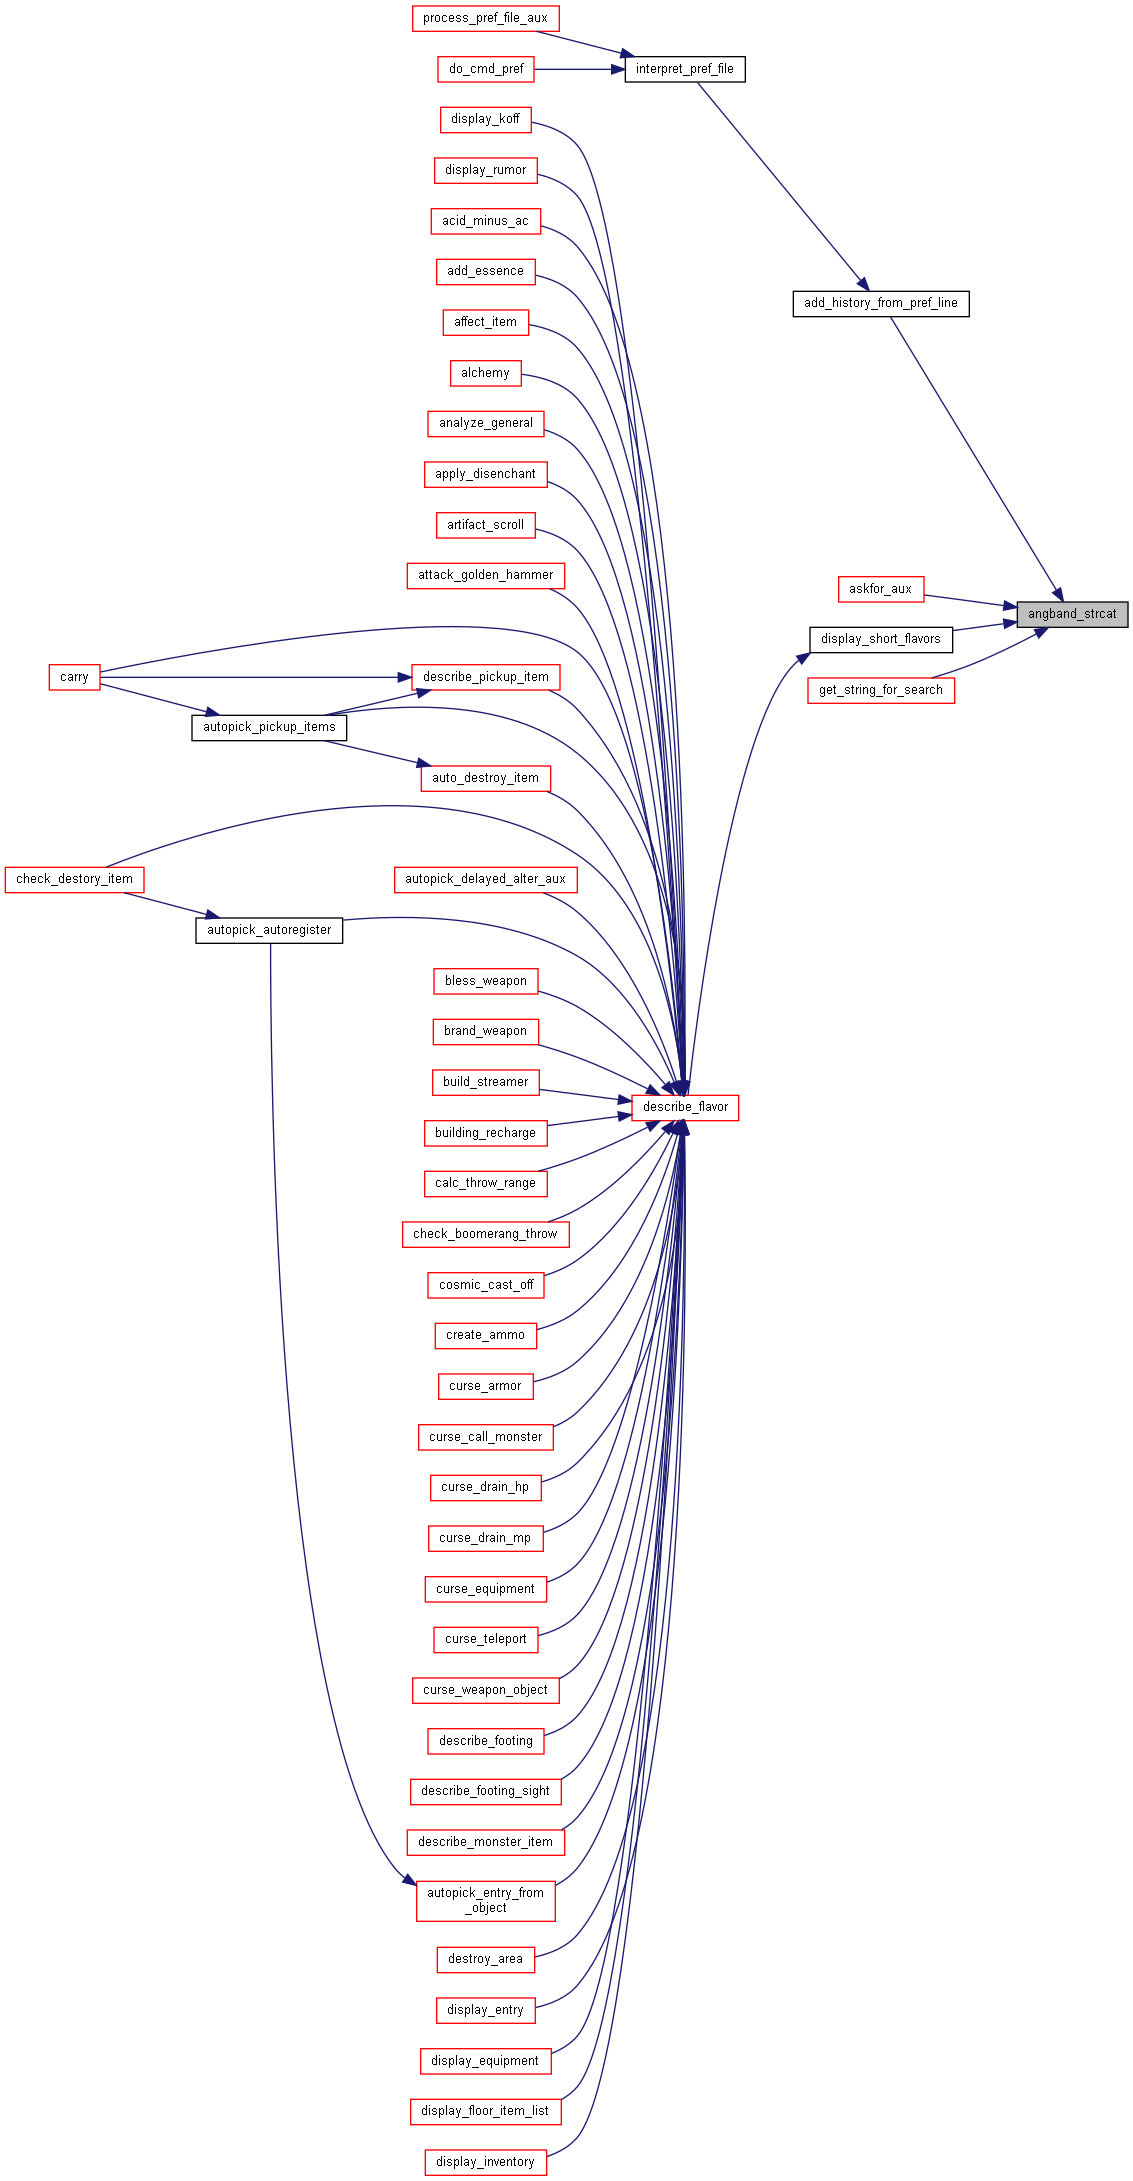 process_pref_file_aux
do_cmd_pref
interpret_pref_file
display_koff
display_rumor
acid_minus_ac
add_essence
add_history_from_pref_line
affect_item
alchemy
analyze_general
apply_disenchant
artifact_scroll
attack_golden_hammer
askfor_aux
angband_strcat
display_short_flavors
carry
describe_pickup_item
get_string_for_search
autopick_pickup_items
auto_destroy_item
check_destory_item
autopick_delayed_alter_aux
autopick_autoregister
bless_weapon
brand_weapon
build_streamer
describe_flavor
building_recharge
calc_throw_range
check_boomerang_throw
cosmic_cast_off
create_ammo
curse_armor
curse_call_monster
curse_drain_hp
curse_drain_mp
curse_equipment
curse_teleport
curse_weapon_object
describe_footing
describe_footing_sight
describe_monster_item
autopick_entry_from
_object
destroy_area
display_entry
display_equipment
display_floor_item_list
display_inventory